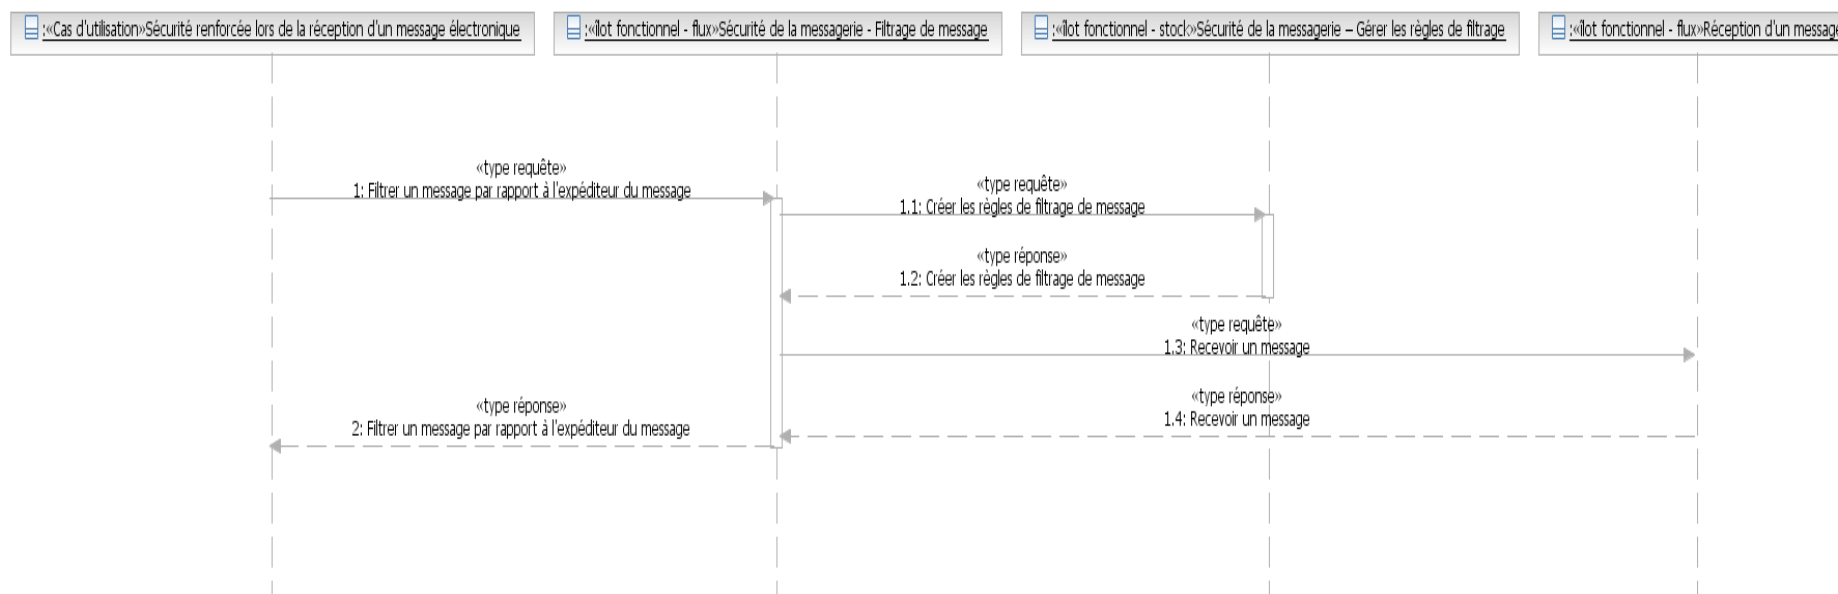 :«Cas d'utilisation»Sécurité renforcée lors de la réception d'un message électronique
:«îlot fonctionnel - flux»Sécurité de la messagerie - Filtrage de message
:«îlot fonctionnel - stock»Sécurité de la messagerie – Gérer les règles de filtrage
:«îlot fonctionnel - flux»Réception d'un message
«type requête»
1: Filtrer un message par rapport à l'expéditeur du message
«type requête»
1.1: Créer les règles de filtrage de message
«type réponse»
1.2: Créer les règles de filtrage de message
«type requête»
1.3: Recevoir un message
«type réponse»
1.4: Recevoir un message
«type réponse»
2: Filtrer un message par rapport à l'expéditeur du message